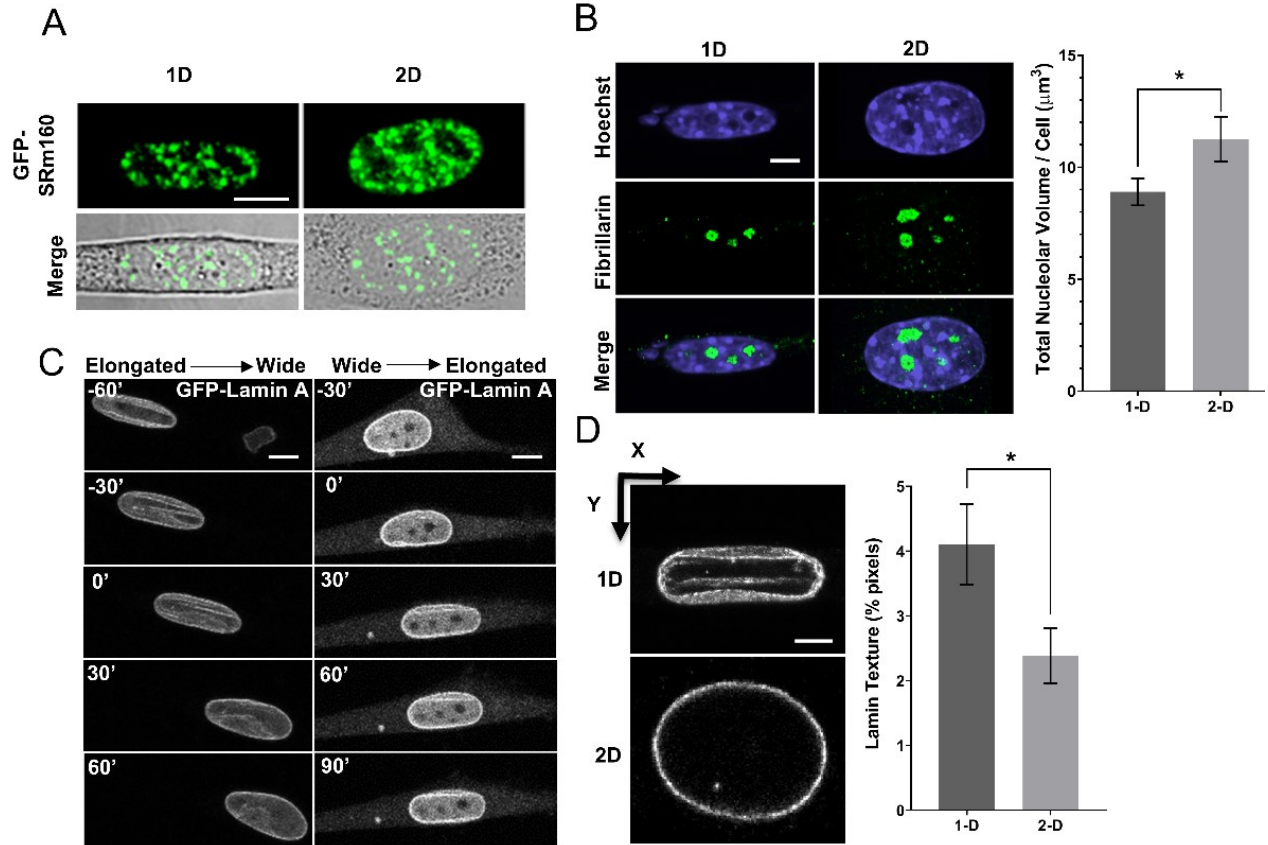 A
1D 2D
GFP-
SRm160
Merge
B
1D 2D
Hoechst
Fibrillarin
Merge
Total Nucleolar Volume / Cell (μm³)
15
10
5
0
*
1-D 2-D
C
Elongated → Wide Wide → Elongated
-60’ GFP-Lamin A -30’ GFP-Lamin A
-30’ 0’
0’ 30’
30’ 60’
60’ 90’
D
X
Y
1D
2D
Lamin Texture (% pixels)
5
4
3
2
1
0
*
1-D 2-D